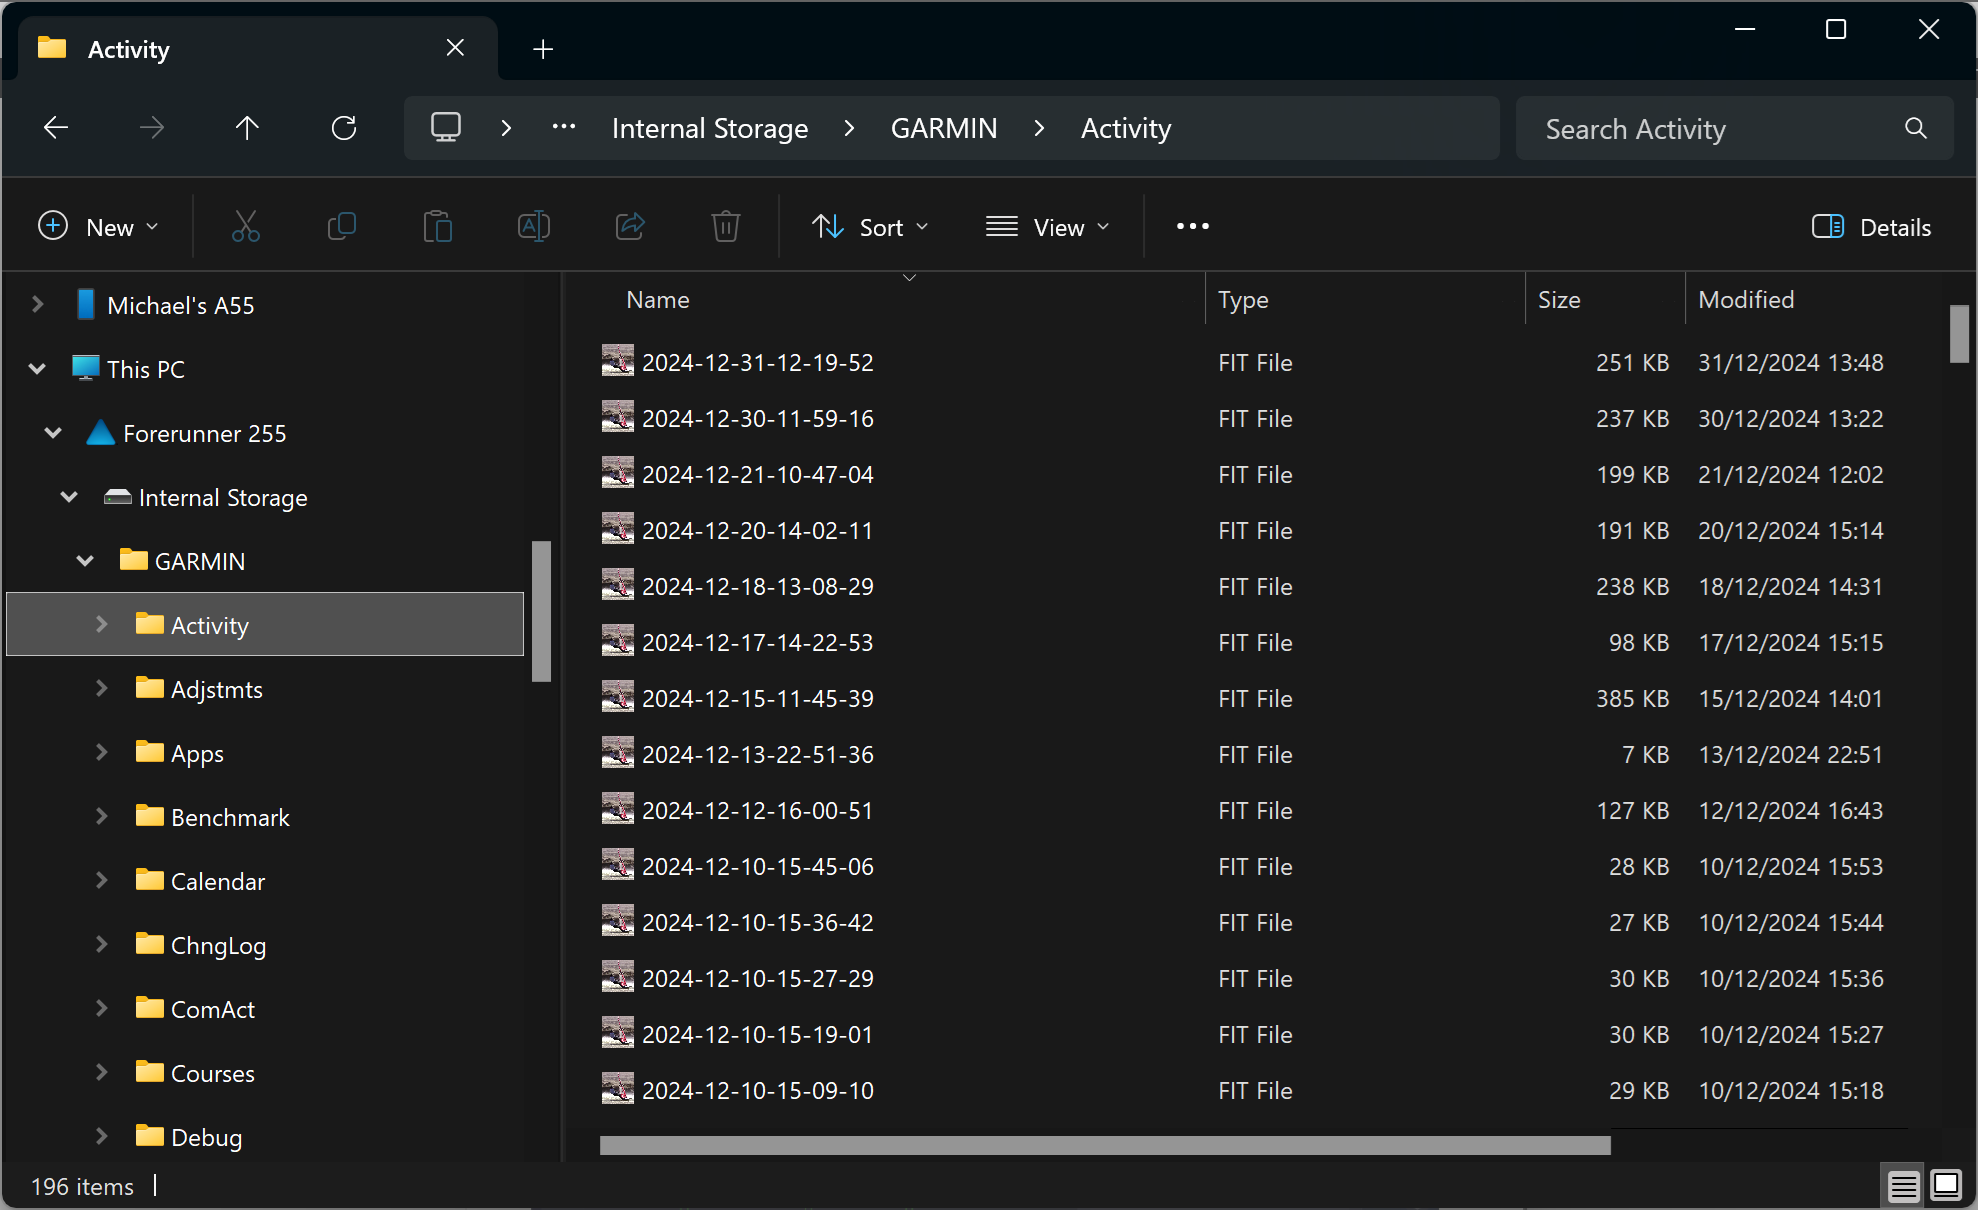 Activity
Internal Storage > GARMIN > Activity
Search Activity
New
Sort
View
Details
Michael's A55
This PC
Forerunner 255
Internal Storage
GARMIN
Activity
Adjstmts
Apps
Benchmark
Calendar
ChngLog
ComAct
Courses
Debug
Name Type Size Modified
2024-12-31-12-19-52 FIT File 251 KB 31/12/2024 13:48
2024-12-30-11-59-16 FIT File 237 KB 30/12/2024 13:22
2024-12-21-10-47-04 FIT File 199 KB 21/12/2024 12:02
2024-12-20-14-02-11 FIT File 191 KB 20/12/2024 15:14
2024-12-18-13-08-29 FIT File 238 KB 18/12/2024 14:31
2024-12-17-14-22-53 FIT File 98 KB 17/12/2024 15:15
2024-12-15-11-45-39 FIT File 385 KB 15/12/2024 14:01
2024-12-13-22-51-36 FIT File 7 KB 13/12/2024 22:51
2024-12-12-16-00-51 FIT File 127 KB 12/12/2024 16:43
2024-12-10-15-45-06 FIT File 28 KB 10/12/2024 15:53
2024-12-10-15-36-42 FIT File 27 KB 10/12/2024 15:44
2024-12-10-15-27-29 FIT File 30 KB 10/12/2024 15:36
2024-12-10-15-19-01 FIT File 30 KB 10/12/2024 15:27
2024-12-10-15-09-10 FIT File 29 KB 10/12/2024 15:18
196 items